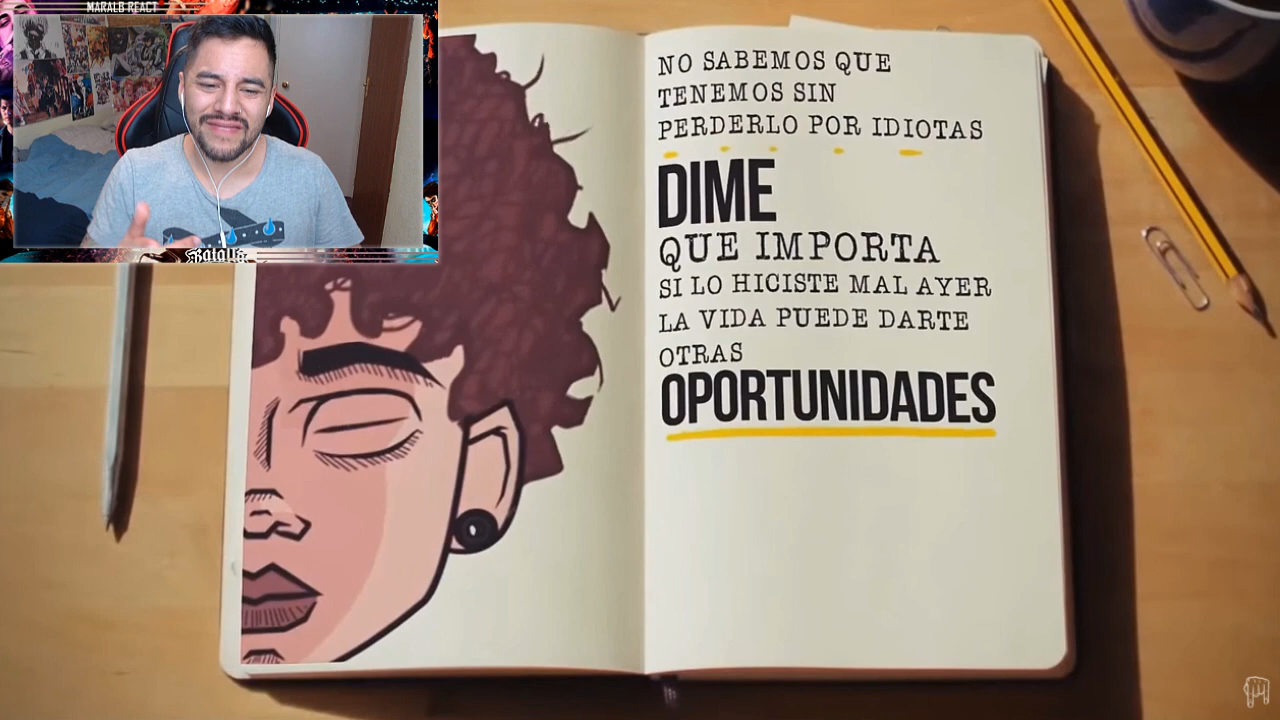 MARALB REACT
Batalla
NO SABEMOS QUE
TENEMOS SIN
PERDERLO POR IDIOTAS
DIME
QUE IMPORTA
SI LO HICISTE MAL AYER
LA VIDA PUEDE DARTE
OTRAS
OPORTUNIDADES